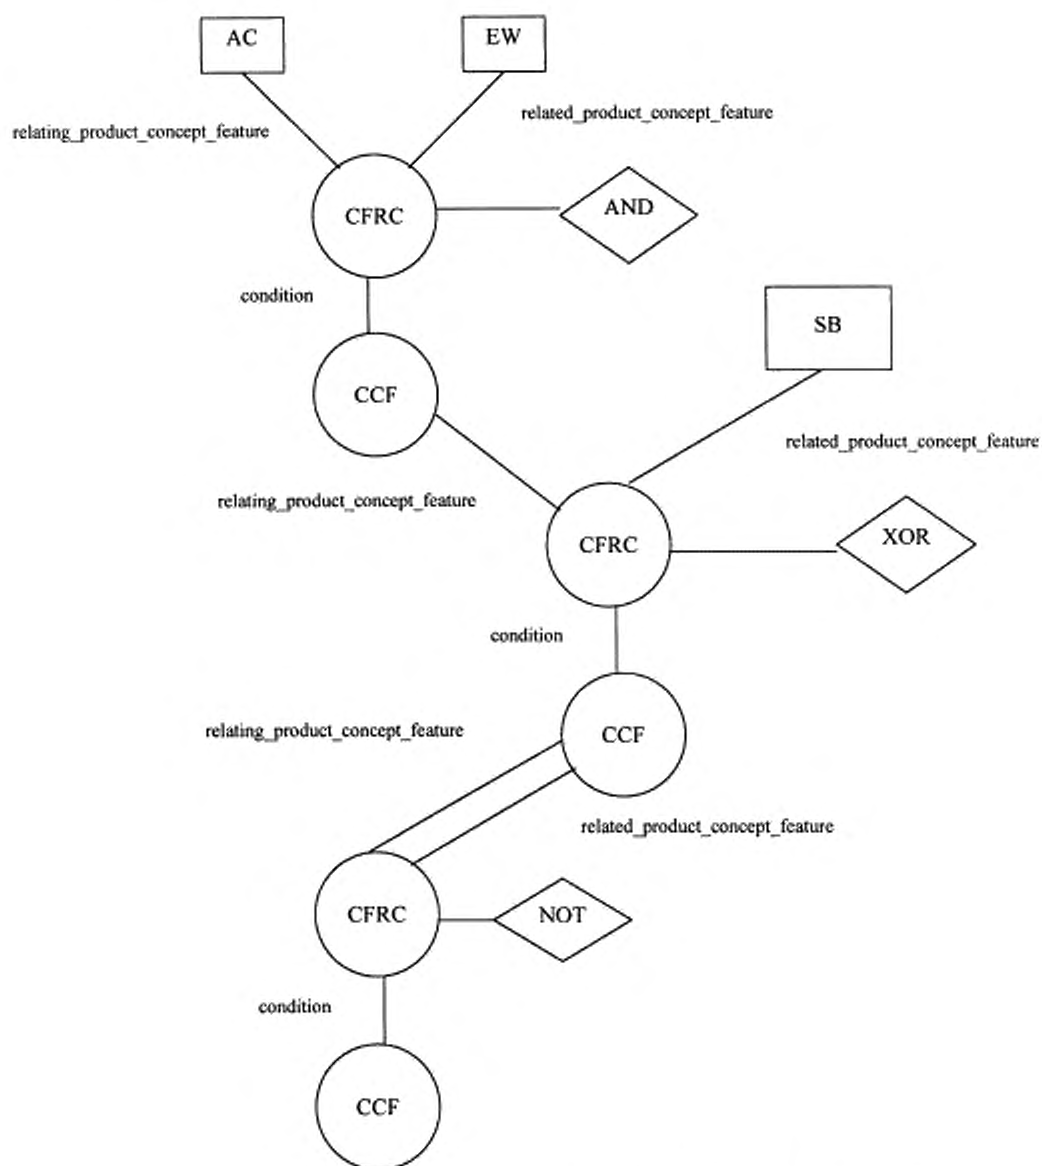 AC
EW
related_product_concept_feature
relating_product_concept_feature
CFRC
AND
condition
SB
CCF
related_product_concept_feature
relating_product_concept_feature
CFRC
XOR
condition
relating_product_concept_feature
CCF
related_product_concept_feature
CFRC
NOT
condition
CCF